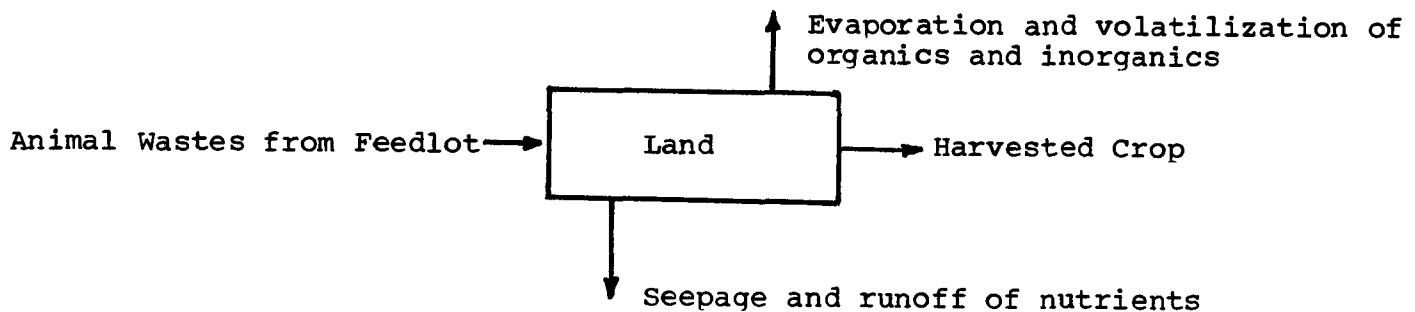 Evaporation and volatilization of
organics and inorganics
Animal Wastes from Feedlot
Land
Harvested Crop
Seepage and runoff of nutrients